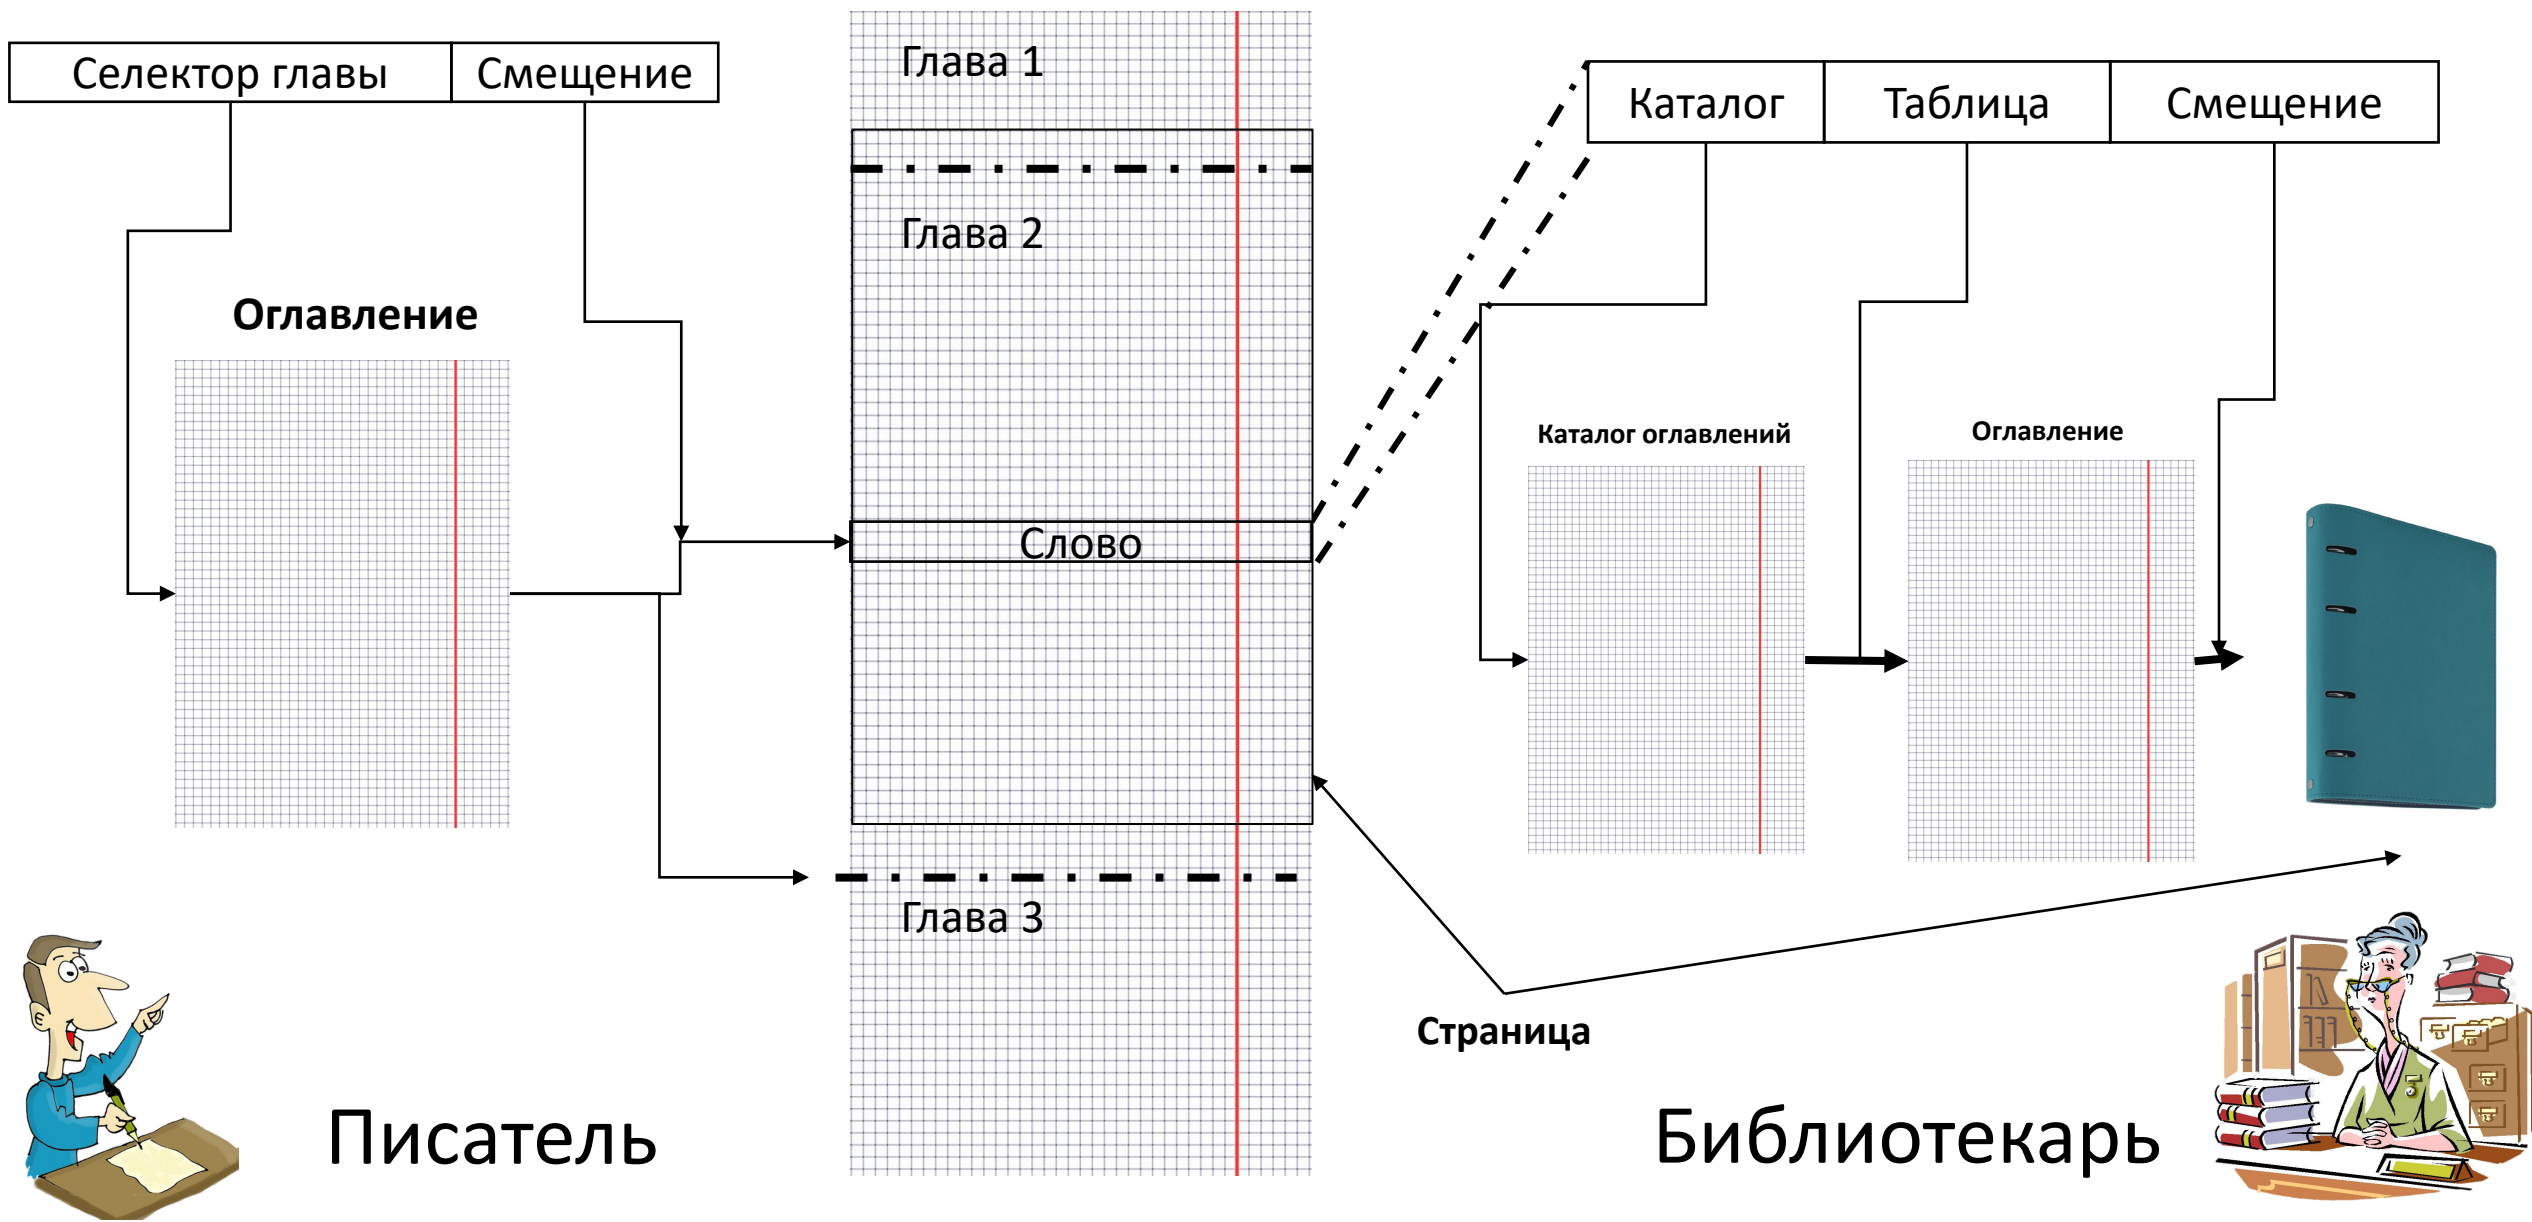 Селектор главы
Смещение
Оглавление
Глава 1
Глава 2
Слово
Глава 3
Каталог
Таблица
Смещение
Каталог оглавлений
Оглавление
Страница
Писатель
Библиотекарь